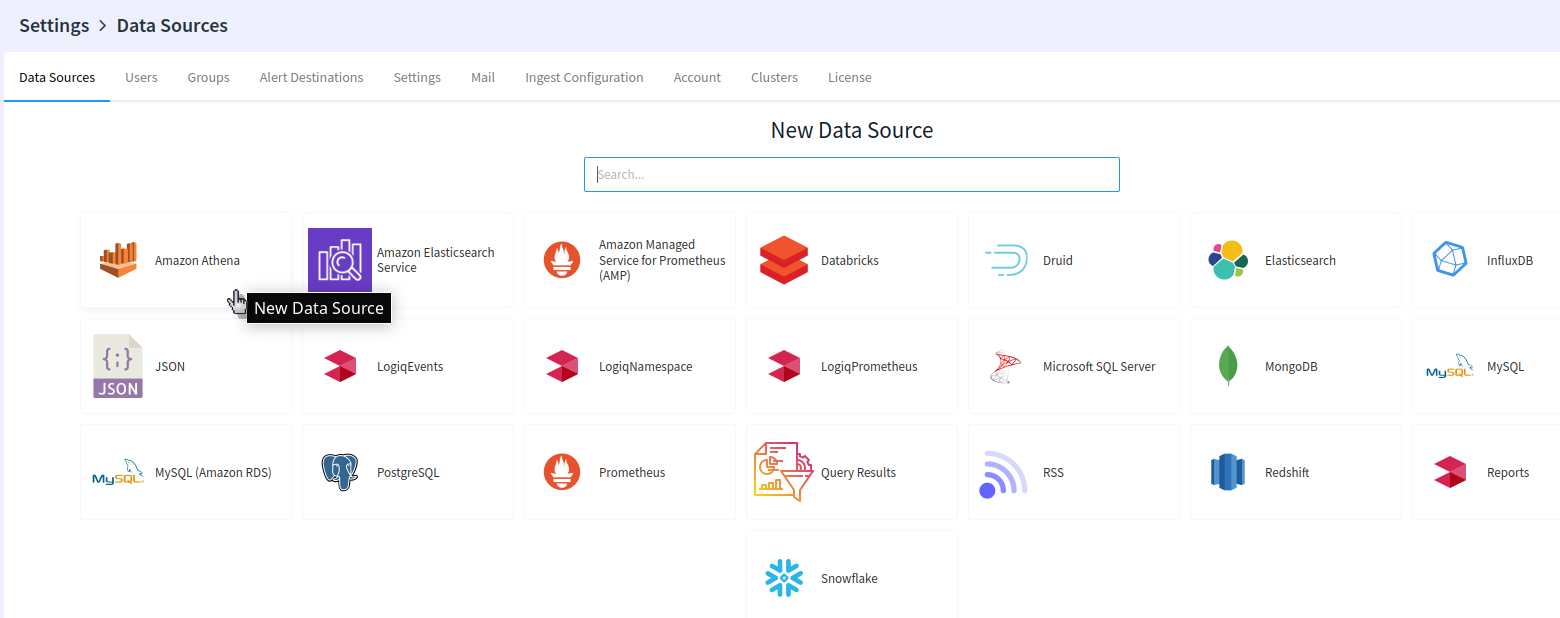 Settings > Data Sources
Data Sources Users Groups Alert Destinations Settings Mail Ingest Configuration Account Clusters License
New Data Source
Search...
Amazon Athena
Amazon Elasticsearch
Service
Amazon Managed
Service for Prometheus
(AMP)
Databricks
Druid
Elasticsearch
InfluxDB
New Data Source
{;}
JSON
JSON
LogiqEvents
LogiqNamespace
LogiqPrometheus
Microsoft SQL Server
MongoDB
MySQL
MySQL
MySQL
MySQL (Amazon RDS)
PostgreSQL
Prometheus
Query Results
RSS
Redshift
Reports
Snowflake